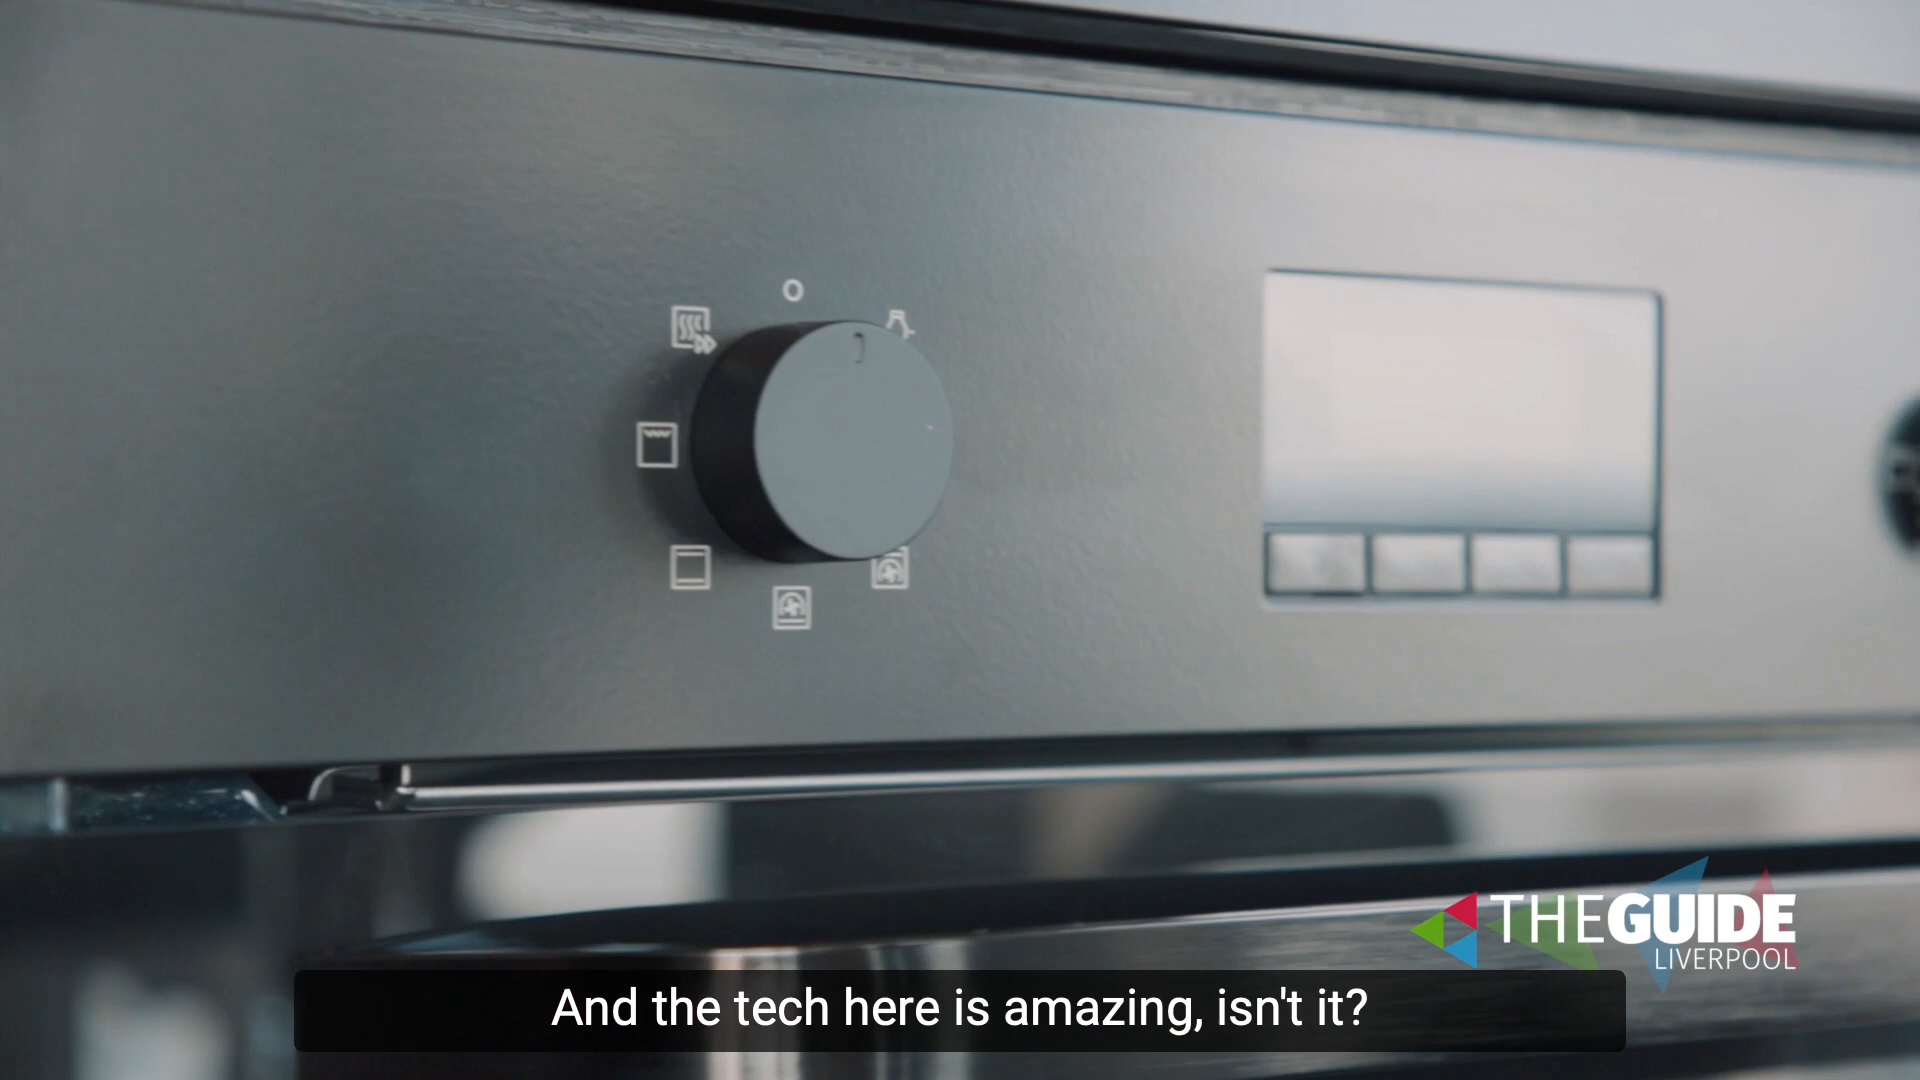 THEGUIDE
LIVERPOOL
And the tech here is amazing, isn't it?